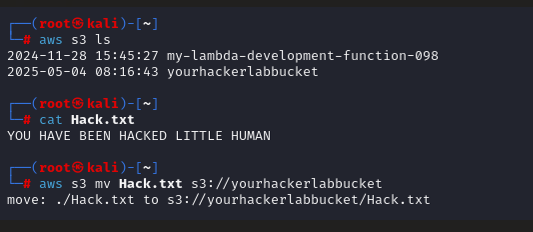 ┌──(root㉿kali)-[~]
└─# aws s3 ls
2024-11-28 15:45:27 my-lambda-development-function-098
2025-05-04 08:16:43 yourhackerlabbucket
┌──(root㉿kali)-[~]
└─# cat Hack.txt
YOU HAVE BEEN HACKED LITTLE HUMAN
┌──(root㉿kali)-[~]
└─# aws s3 mv Hack.txt s3://yourhackerlabbucket
move: ./Hack.txt to s3://yourhackerlabbucket/Hack.txt